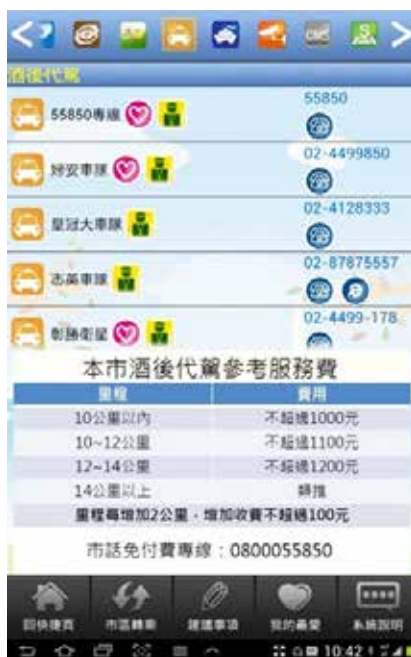 酒後代駕
55850專線
55850
婦安車隊
02-4499850
皇冠大車隊
02-4128333
志英車隊
02-87875557
彰勝衛星
02-4499-178
本市酒後代駕參考服務費
里程 費用
10公里以內 不超過1000元
10~12公里 不超過1100元
12~14公里 不超過1200元
14公里以上 類推
里程每增加2公里，增加收費不超過100元
市話免付費專線：0800055850
回快捷頁 市區轉乘 建議事項 我的最愛 系統說明
10:42